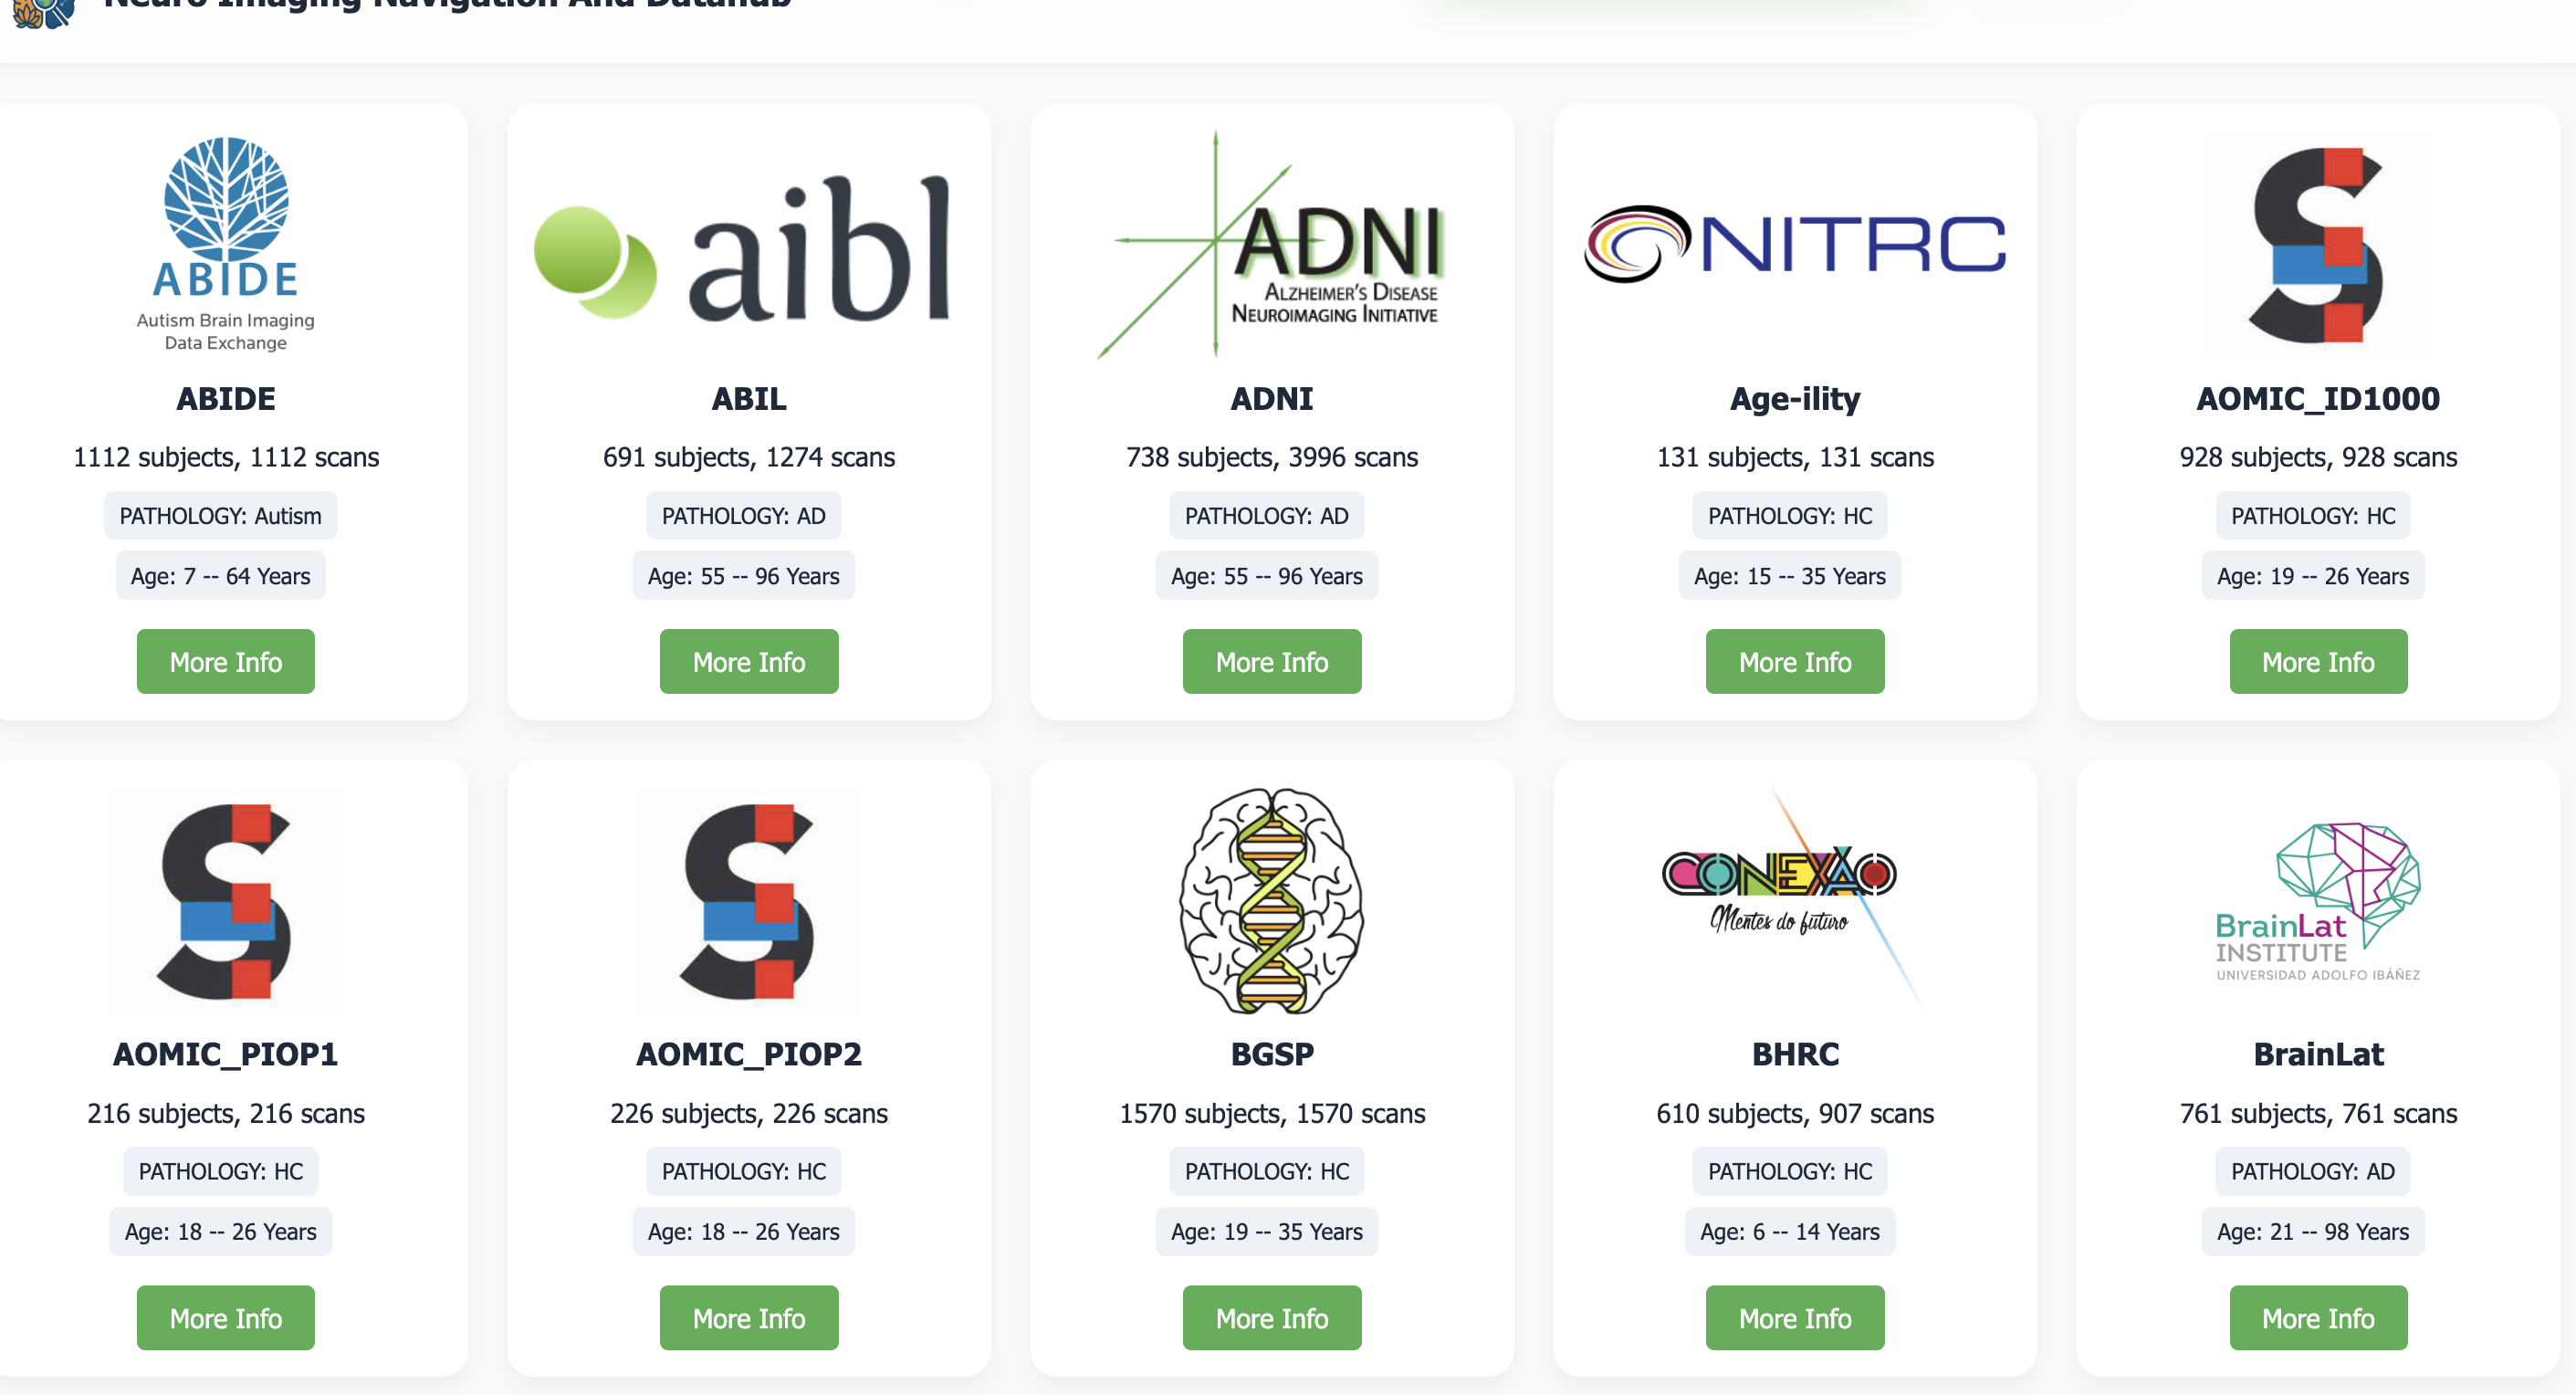 Neuro Imaging Navigation And Datahub
ABIDE
Autism Brain Imaging
Data Exchange
ABIDE
1112 subjects, 1112 scans
PATHOLOGY: Autism
Age: 7 -- 64 Years
More Info
aibl
ABIL
691 subjects, 1274 scans
PATHOLOGY: AD
Age: 55 -- 96 Years
More Info
ADNI
ALZHEIMER'S DISEASE
NEUROIMAGING INITIATIVE
ADNI
738 subjects, 3996 scans
PATHOLOGY: AD
Age: 55 -- 96 Years
More Info
NITRC
Age-ility
131 subjects, 131 scans
PATHOLOGY: HC
Age: 15 -- 35 Years
More Info
AOMIC_ID1000
928 subjects, 928 scans
PATHOLOGY: HC
Age: 19 -- 26 Years
More Info
AOMIC_PIOP1
216 subjects, 216 scans
PATHOLOGY: HC
Age: 18 -- 26 Years
More Info
AOMIC_PIOP2
226 subjects, 226 scans
PATHOLOGY: HC
Age: 18 -- 26 Years
More Info
BGSP
1570 subjects, 1570 scans
PATHOLOGY: HC
Age: 19 -- 35 Years
More Info
CONEXÃO
Mentes do futuro
BHRC
610 subjects, 907 scans
PATHOLOGY: HC
Age: 6 -- 14 Years
More Info
BrainLat
INSTITUTE
UNIVERSIDAD ADOLFO IBÁÑEZ
BrainLat
761 subjects, 761 scans
PATHOLOGY: AD
Age: 21 -- 98 Years
More Info